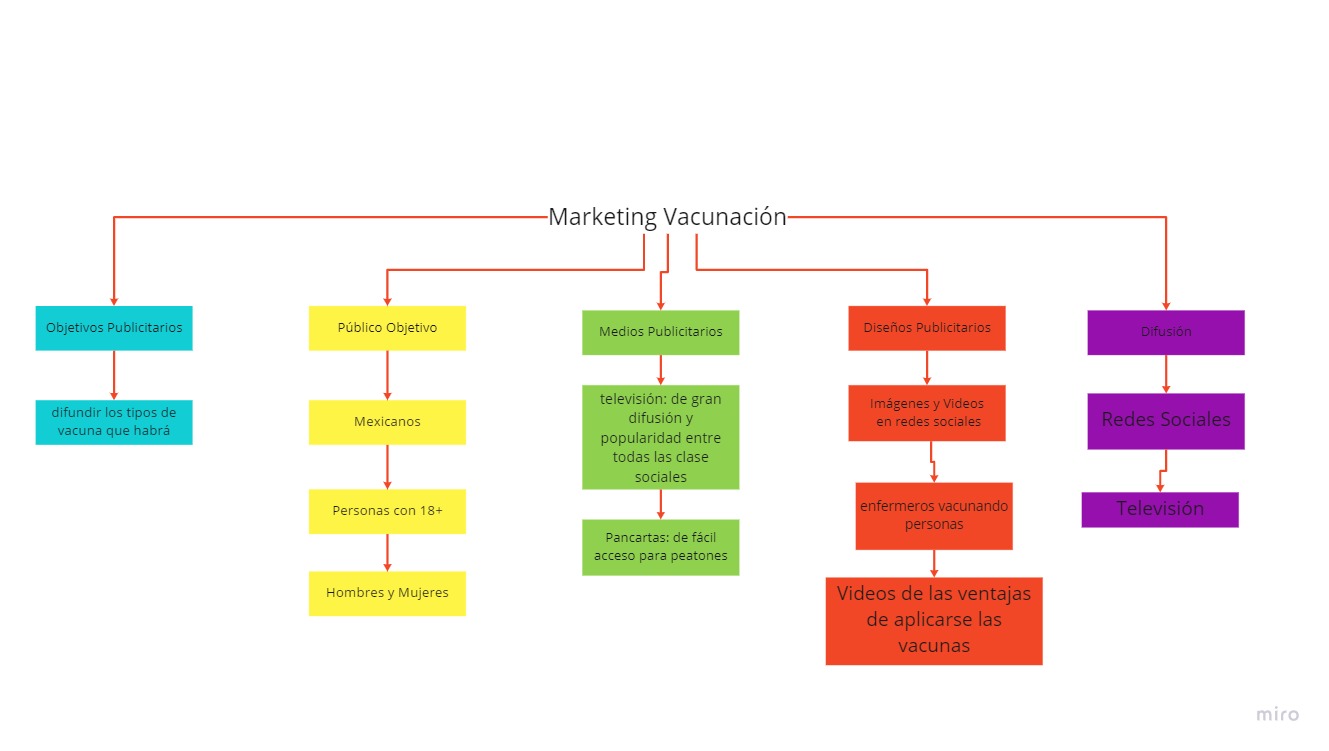 Marketing Vacunación
Objetivos Publicitarios
difundir los tipos de
vacuna que habrá
Público Objetivo
Mexicanos
Personas con 18+
Hombres y Mujeres
Medios Publicitarios
televisión: de gran
difusión y
popularidad entre
todas las clase
sociales
Pancartas: de fácil
acceso para peatones
Diseños Publicitarios
Imágenes y Videos
en redes sociales
enfermeros vacunando
personas
Videos de las ventajas
de aplicarse las
vacunas
Difusión
Redes Sociales
Televisión
miro